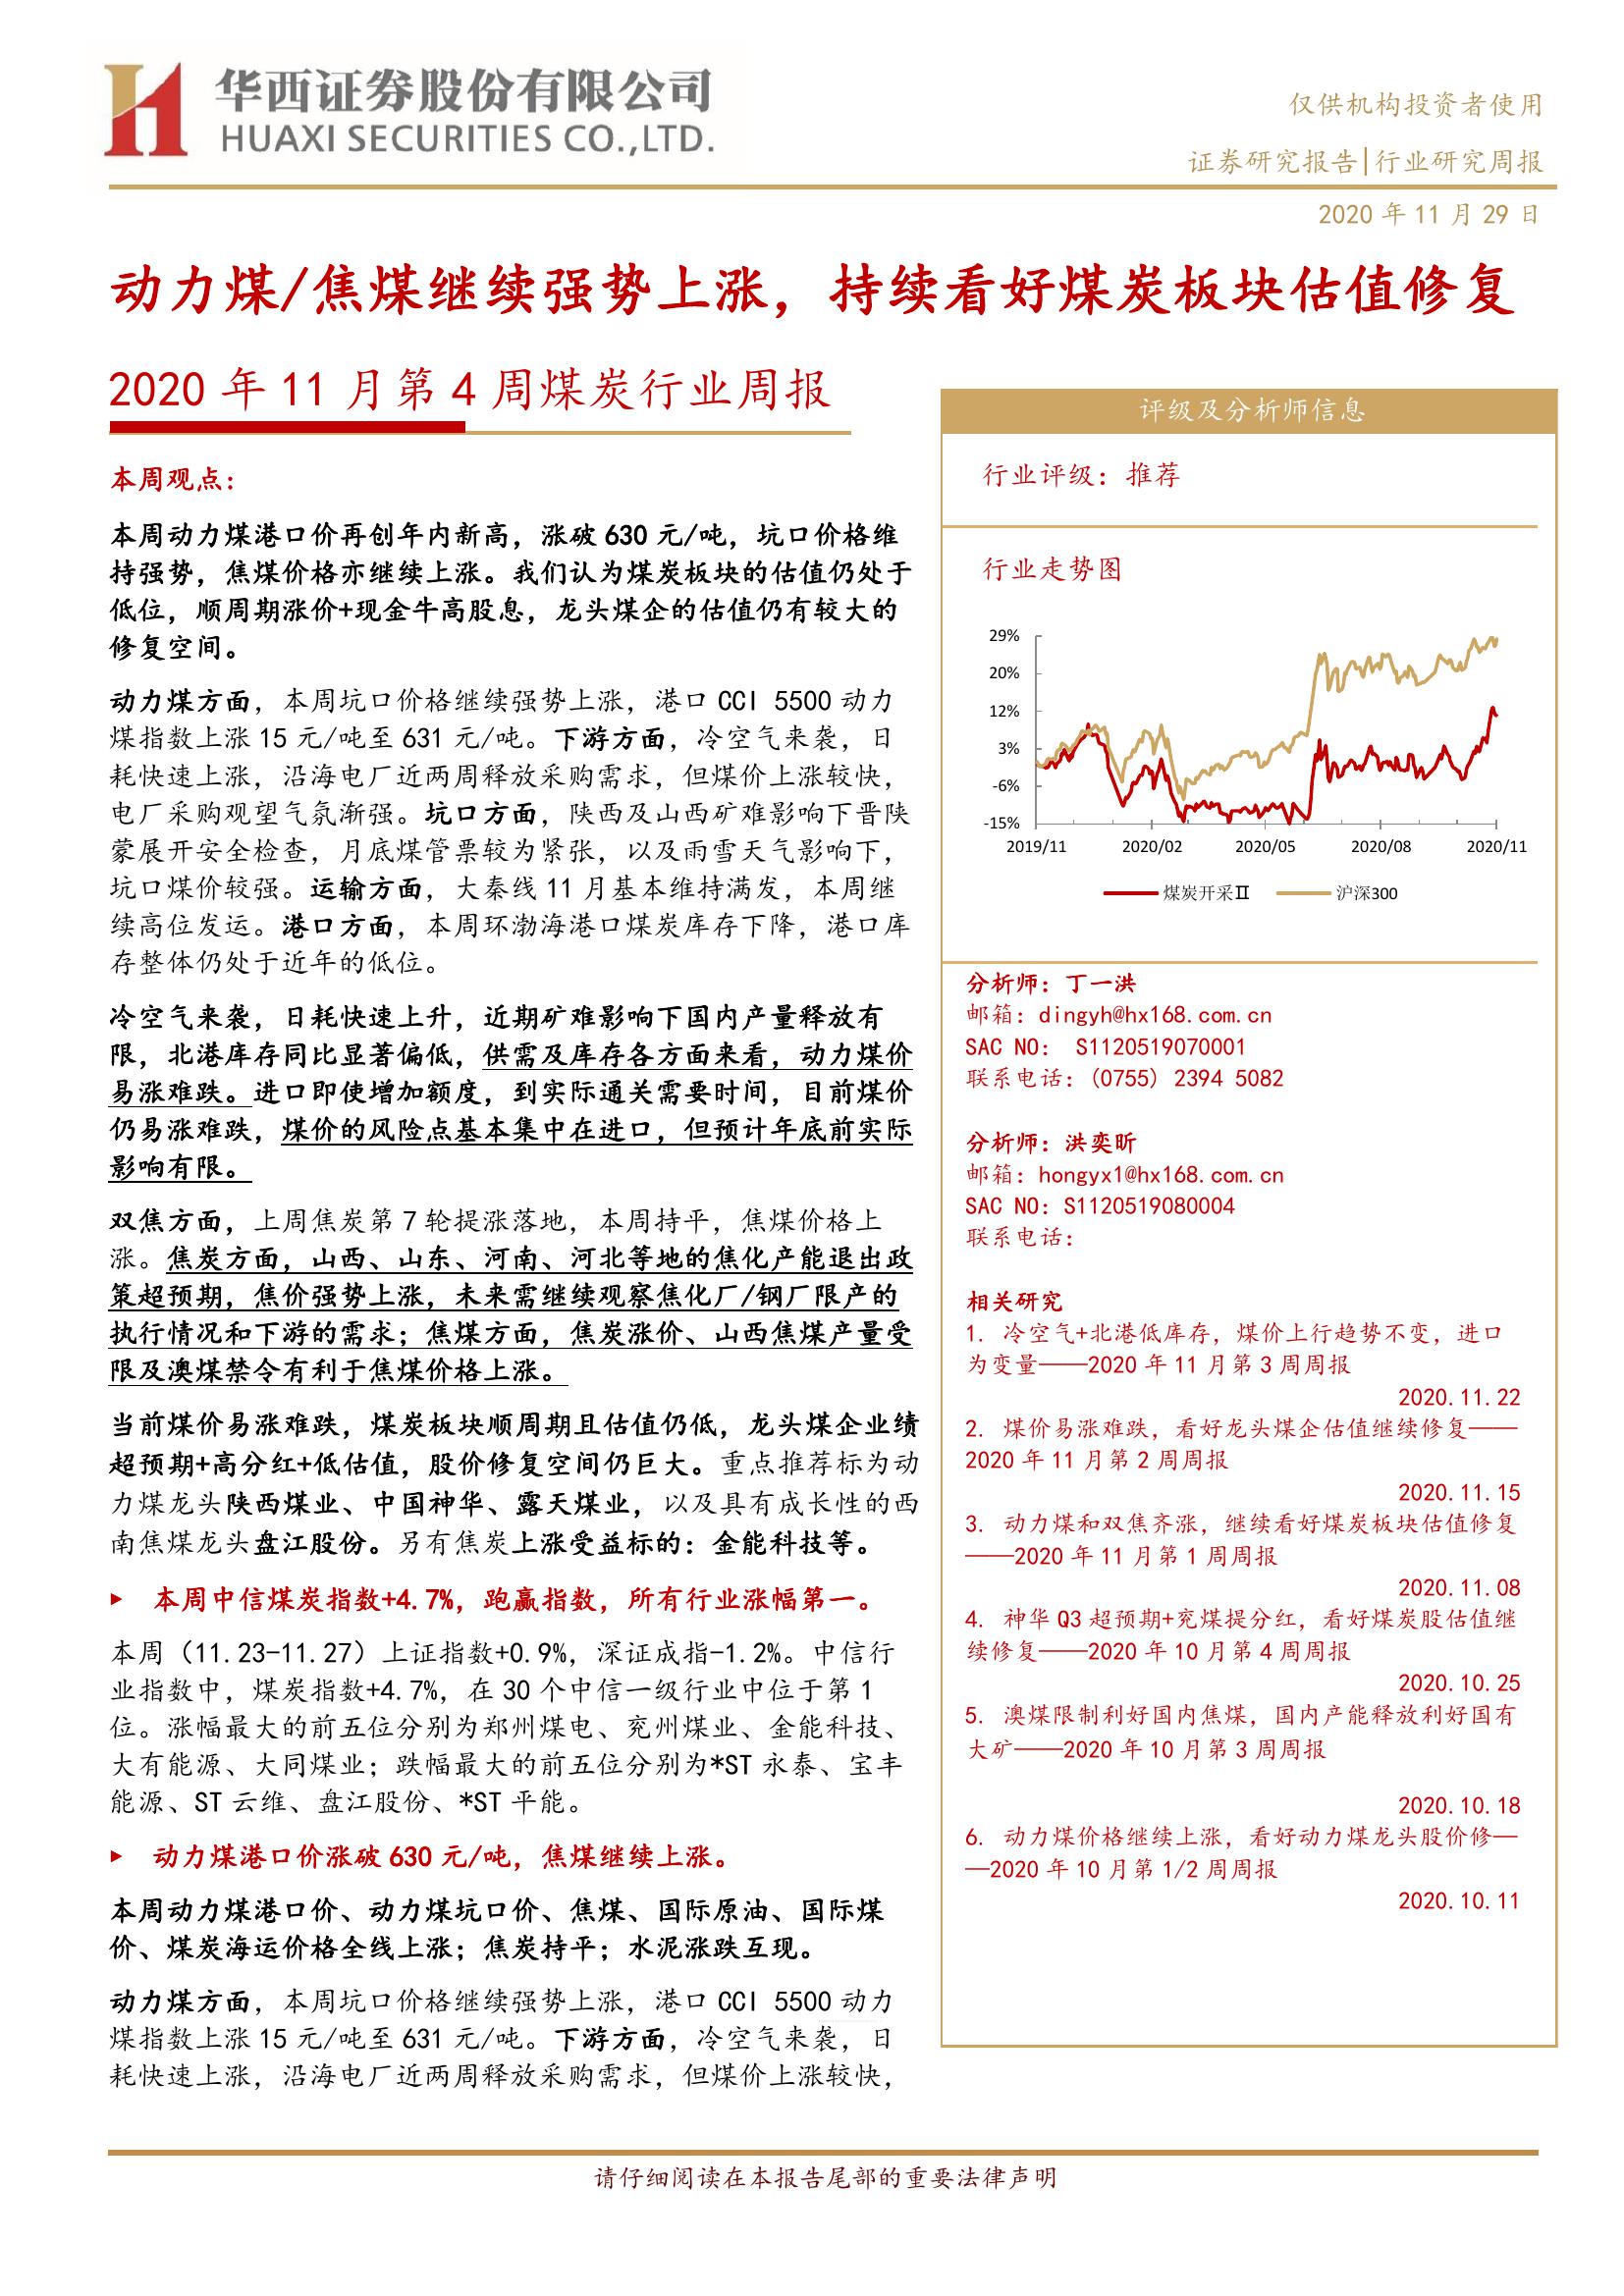 华西证券股份有限公司
HUAXI SECURITIES CO.,LTD.
仅供机构投资者使用
证券研究报告|行业研究周报
2020 年 11 月 29 日
动力煤/焦煤继续强势上涨，持续看好煤炭板块估值修复
2020 年 11 月第 4 周煤炭行业周报
本周观点：
本周动力煤港口价再创年内新高，涨破 630 元/吨，坑口价格维
持强势，焦煤价格亦继续上涨。我们认为煤炭板块的估值仍处于
低位，顺周期涨价+现金牛高股息，龙头煤企的估值仍有较大的
修复空间。
动力煤方面，本周坑口价格继续强势上涨，港口 CCI 5500 动力
煤指数上涨 15 元/吨至 631 元/吨。下游方面，冷空气来袭，日
耗快速上涨，沿海电厂近两周释放采购需求，但煤价上涨较快，
电厂采购观望气氛渐强。坑口方面，陕西及山西矿难影响下晋陕
蒙展开安全检查，月底煤管票较为紧张，以及雨雪天气影响下，
坑口煤价较强。运输方面，大秦线 11 月基本维持满发，本周继
续高位发运。港口方面，本周环渤海港口煤炭库存下降，港口库
存整体仍处于近年的低位。
冷空气来袭，日耗快速上升，近期矿难影响下国内产量释放有
限，北港库存同比显著偏低，供需及库存各方面来看，动力煤价
易涨难跌。进口即使增加额度，到实际通关需要时间，目前煤价
仍易涨难跌，煤价的风险点基本集中在进口，但预计年底前实际
影响有限。
双焦方面，上周焦炭第 7 轮提涨落地，本周持平，焦煤价格上
涨。焦炭方面，山西、山东、河南、河北等地的焦化产能退出政
策超预期，焦价强势上涨，未来需继续观察焦化厂/钢厂限产的
执行情况和下游的需求；焦煤方面，焦炭涨价、山西焦煤产量受
限及澳煤禁令有利于焦煤价格上涨。
当前煤价易涨难跌，煤炭板块顺周期且估值仍低，龙头煤企业绩
超预期+高分红+低估值，股价修复空间仍巨大。重点推荐标为动
力煤龙头陕西煤业、中国神华、露天煤业，以及具有成长性的西
南焦煤龙头盘江股份。另有焦炭上涨受益标的：金能科技等。
▸ 本周中信煤炭指数+4.7%，跑赢指数，所有行业涨幅第一。
本周（11.23-11.27）上证指数+0.9%，深证成指-1.2%。中信行
业指数中，煤炭指数+4.7%，在 30 个中信一级行业中位于第 1
位。涨幅最大的前五位分别为郑州煤电、兖州煤业、金能科技、
大有能源、大同煤业；跌幅最大的前五位分别为*ST 永泰、宝丰
能源、ST 云维、盘江股份、*ST 平能。
▸ 动力煤港口价涨破 630 元/吨，焦煤继续上涨。
本周动力煤港口价、动力煤坑口价、焦煤、国际原油、国际煤
价、煤炭海运价格全线上涨；焦炭持平；水泥涨跌互现。
动力煤方面，本周坑口价格继续强势上涨，港口 CCI 5500 动力
煤指数上涨 15 元/吨至 631 元/吨。下游方面，冷空气来袭，日
耗快速上涨，沿海电厂近两周释放采购需求，但煤价上涨较快，
评级及分析师信息
行业评级：推荐
行业走势图
29%
20%
12%
3%
-6%
-15%
2019/11 2020/02 2020/05 2020/08 2020/11
煤炭开采Ⅱ 沪深300
分析师：丁一洪
邮箱：dingyh@hx168.com.cn
SAC NO： S1120519070001
联系电话：(0755) 2394 5082
分析师：洪奕昕
邮箱：hongyx1@hx168.com.cn
SAC NO：S1120519080004
联系电话：
相关研究
1. 冷空气+北港低库存，煤价上行趋势不变，进口
为变量——2020 年 11 月第 3 周周报
2020.11.22
2. 煤价易涨难跌，看好龙头煤企估值继续修复——
2020 年 11 月第 2 周周报
2020.11.15
3. 动力煤和双焦齐涨，继续看好煤炭板块估值修复
——2020 年 11 月第 1 周周报
2020.11.08
4. 神华 Q3 超预期+兖煤提分红，看好煤炭股估值继
续修复——2020 年 10 月第 4 周周报
2020.10.25
5. 澳煤限制利好国内焦煤，国内产能释放利好国有
大矿——2020 年 10 月第 3 周周报
2020.10.18
6. 动力煤价格继续上涨，看好动力煤龙头股价修—
—2020 年 10 月第 1/2 周周报
2020.10.11
请仔细阅读在本报告尾部的重要法律声明